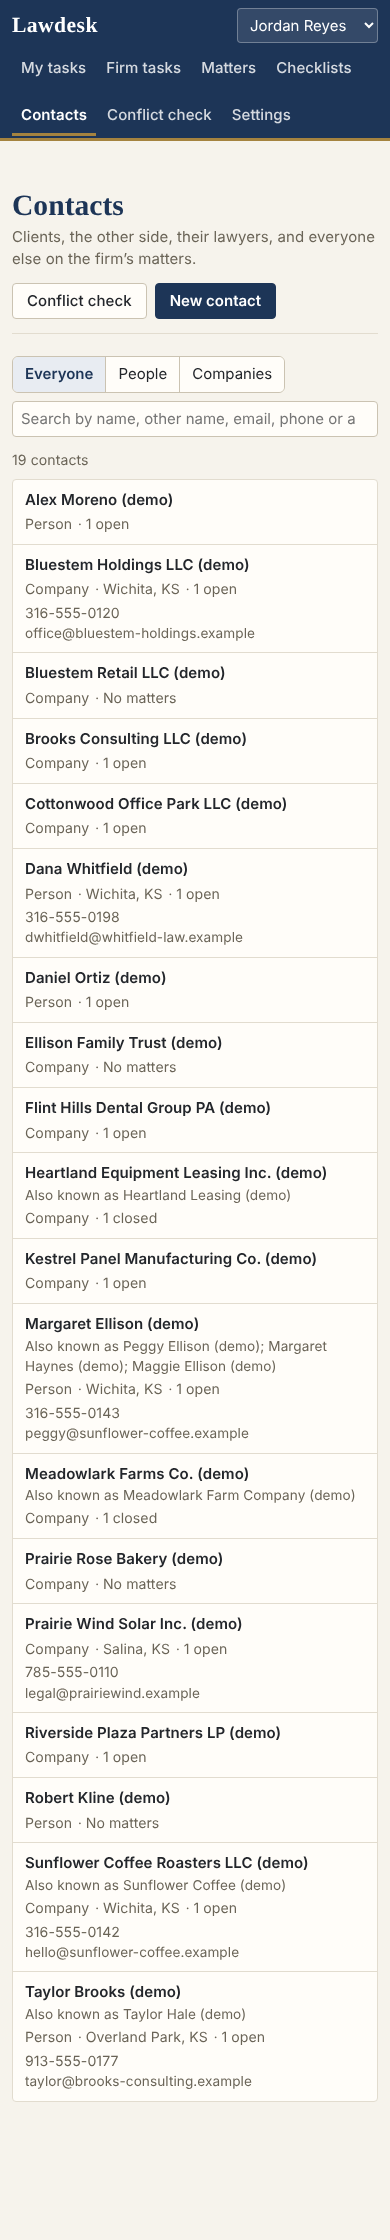 Lawdesk
Jordan Reyes
My tasks Firm tasks Matters Checklists
Contacts Conflict check Settings
Contacts
Clients, the other side, their lawyers, and everyone
else on the firm’s matters.
Conflict check New contact
Everyone People Companies
Search by name, other name, email, phone or a
19 contacts
Alex Moreno (demo)
Person · 1 open
Bluestem Holdings LLC (demo)
Company · Wichita, KS · 1 open
316-555-0120
office@bluestem-holdings.example
Bluestem Retail LLC (demo)
Company · No matters
Brooks Consulting LLC (demo)
Company · 1 open
Cottonwood Office Park LLC (demo)
Company · 1 open
Dana Whitfield (demo)
Person · Wichita, KS · 1 open
316-555-0198
dwhitfield@whitfield-law.example
Daniel Ortiz (demo)
Person · 1 open
Ellison Family Trust (demo)
Company · No matters
Flint Hills Dental Group PA (demo)
Company · 1 open
Heartland Equipment Leasing Inc. (demo)
Also known as Heartland Leasing (demo)
Company · 1 closed
Kestrel Panel Manufacturing Co. (demo)
Company · 1 open
Margaret Ellison (demo)
Also known as Peggy Ellison (demo); Margaret
Haynes (demo); Maggie Ellison (demo)
Person · Wichita, KS · 1 open
316-555-0143
peggy@sunflower-coffee.example
Meadowlark Farms Co. (demo)
Also known as Meadowlark Farm Company (demo)
Company · 1 closed
Prairie Rose Bakery (demo)
Company · No matters
Prairie Wind Solar Inc. (demo)
Company · Salina, KS · 1 open
785-555-0110
legal@prairiewind.example
Riverside Plaza Partners LP (demo)
Company · 1 open
Robert Kline (demo)
Person · No matters
Sunflower Coffee Roasters LLC (demo)
Also known as Sunflower Coffee (demo)
Company · Wichita, KS · 1 open
316-555-0142
hello@sunflower-coffee.example
Taylor Brooks (demo)
Also known as Taylor Hale (demo)
Person · Overland Park, KS · 1 open
913-555-0177
taylor@brooks-consulting.example